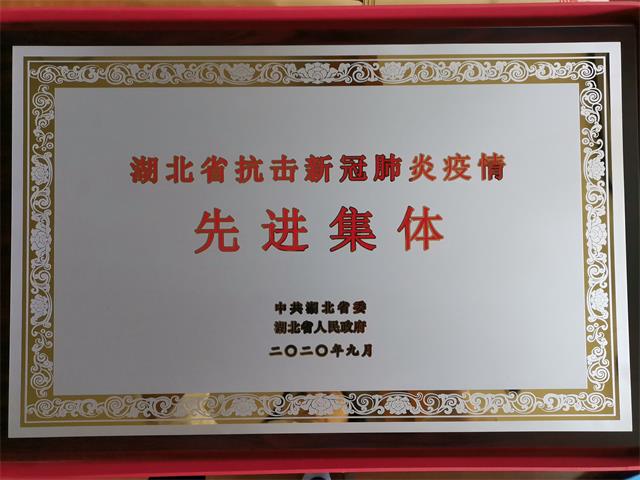 湖北省抗击新冠肺炎疫情
先进集体
中共湖北省委
湖北省人民政府
二〇二〇年九月